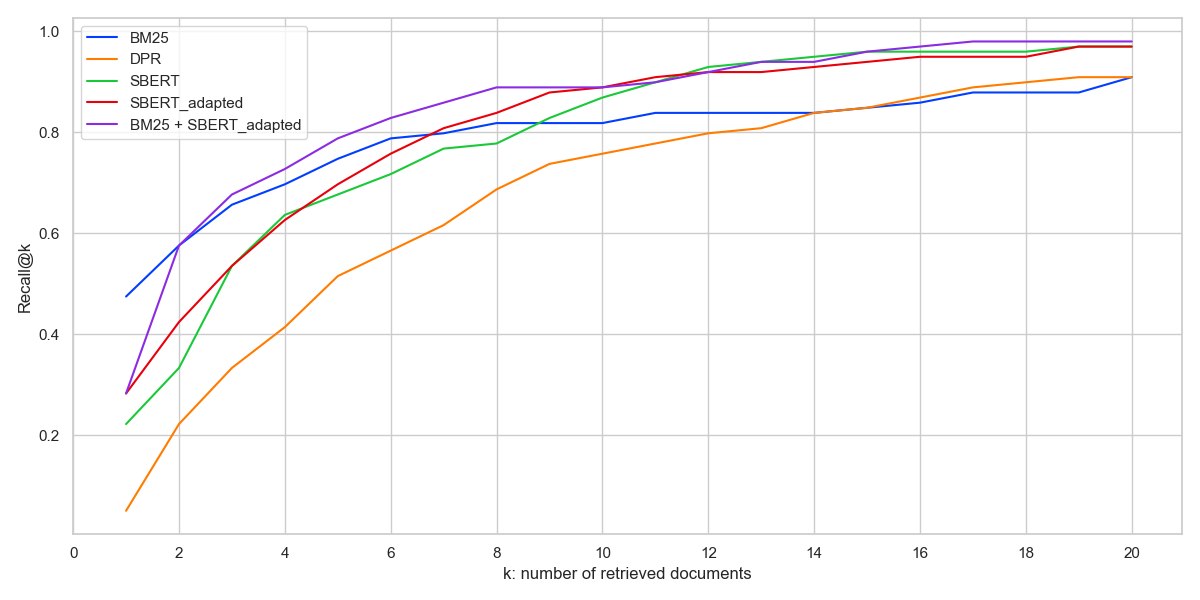 BM25
DPR
SBERT
SBERT_adapted
BM25 + SBERT_adapted
Recall@k
1.0
0.8
0.6
0.4
0.2
0 2 4 6 8 10 12 14 16 18 20
k: number of retrieved documents